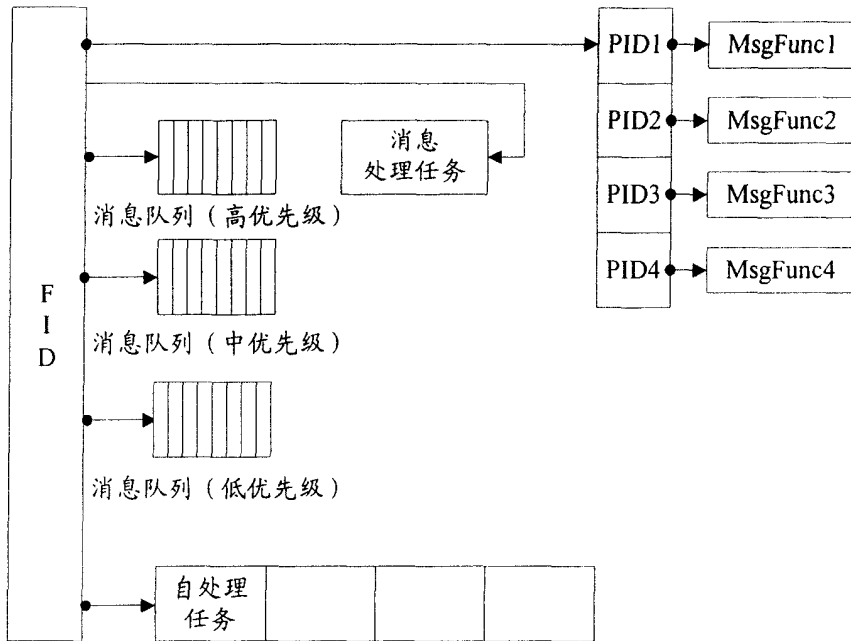 PID1
MsgFunc1
PID2
MsgFunc2
消息
处理任务
PID3
MsgFunc3
消息队列（高优先级）
PID4
MsgFunc4
F
I
D
消息队列（中优先级）
消息队列（低优先级）
自处理
任务